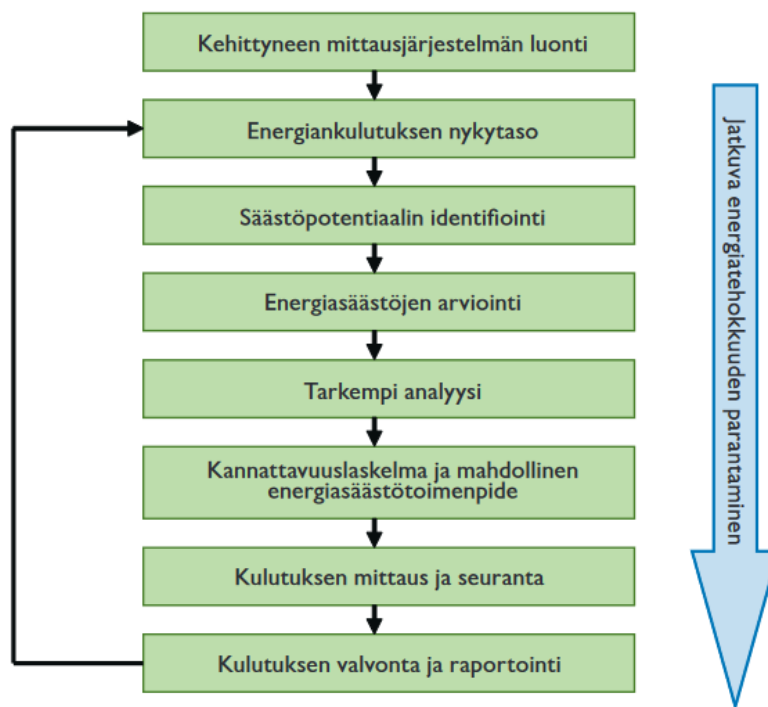 Kehittyneen mittausjärjestelmän luonti
Energiankulutuksen nykytaso
Säästöpotentiaalin identifiointi
Energiasäästöjen arviointi
Tarkempi analyysi
Kannattavuuslaskelma ja mahdollinen
energiasäästötoimenpide
Kulutuksen mittaus ja seuranta
Kulutuksen valvonta ja raportointi
Jatkuva energiatehokkuuden parantaminen